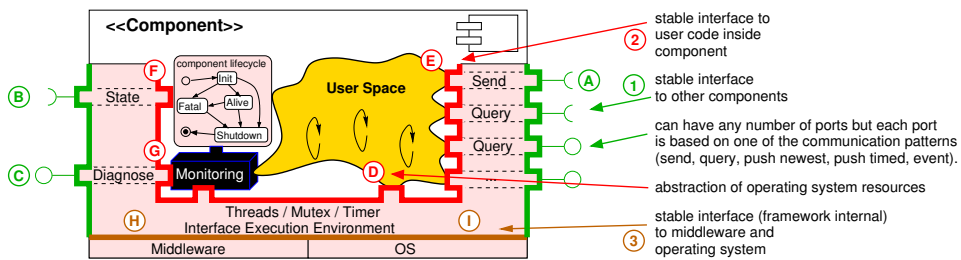 <<Component>>
stable interface to
user code inside
component
2
E
F
component lifecycle
Init
Alive
Fatal
Shutdown
User Space
Send
A
B
State
Query
1
stable interface
to other components
Query
can have any number of ports but each port
is based on one of the communication patterns
(send, query, push newest, push timed, event).
G
C
Diagnose
Monitoring
D
...
abstraction of operating system resources
H
Threads / Mutex / Timer
Interface Execution Environment
I
stable interface (framework internal)
to middleware and
operating system
3
Middleware
OS